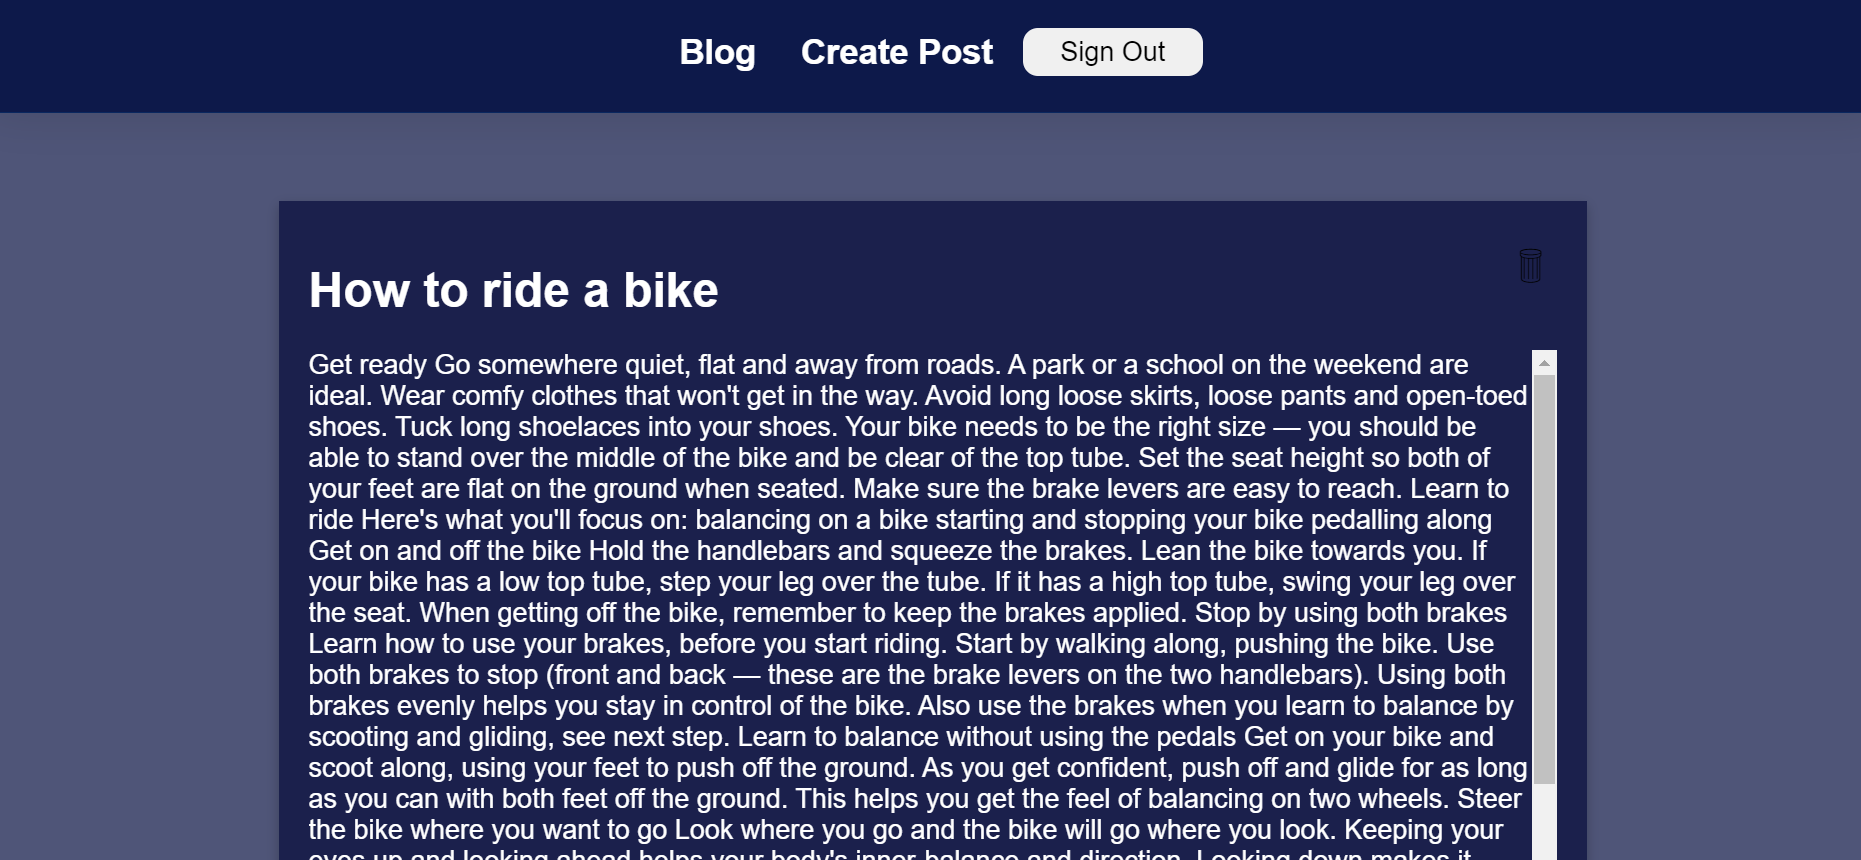 Blog Create Post Sign Out
How to ride a bike
Get ready Go somewhere quiet, flat and away from roads. A park or a school on the weekend are
ideal. Wear comfy clothes that won't get in the way. Avoid long loose skirts, loose pants and open-toed
shoes. Tuck long shoelaces into your shoes. Your bike needs to be the right size — you should be
able to stand over the middle of the bike and be clear of the top tube. Set the seat height so both of
your feet are flat on the ground when seated. Make sure the brake levers are easy to reach. Learn to
ride Here's what you'll focus on: balancing on a bike starting and stopping your bike pedalling along
Get on and off the bike Hold the handlebars and squeeze the brakes. Lean the bike towards you. If
your bike has a low top tube, step your leg over the tube. If it has a high top tube, swing your leg over
the seat. When getting off the bike, remember to keep the brakes applied. Stop by using both brakes
Learn how to use your brakes, before you start riding. Start by walking along, pushing the bike. Use
both brakes to stop (front and back — these are the brake levers on the two handlebars). Using both
brakes evenly helps you stay in control of the bike. Also use the brakes when you learn to balance by
scooting and gliding, see next step. Learn to balance without using the pedals Get on your bike and
scoot along, using your feet to push off the ground. As you get confident, push off and glide for as long
as you can with both feet off the ground. This helps you get the feel of balancing on two wheels. Steer
the bike where you want to go Look where you go and the bike will go where you look. Keeping your
eyes up and looking ahead helps your body's inner-balance and direction. Looking down makes it